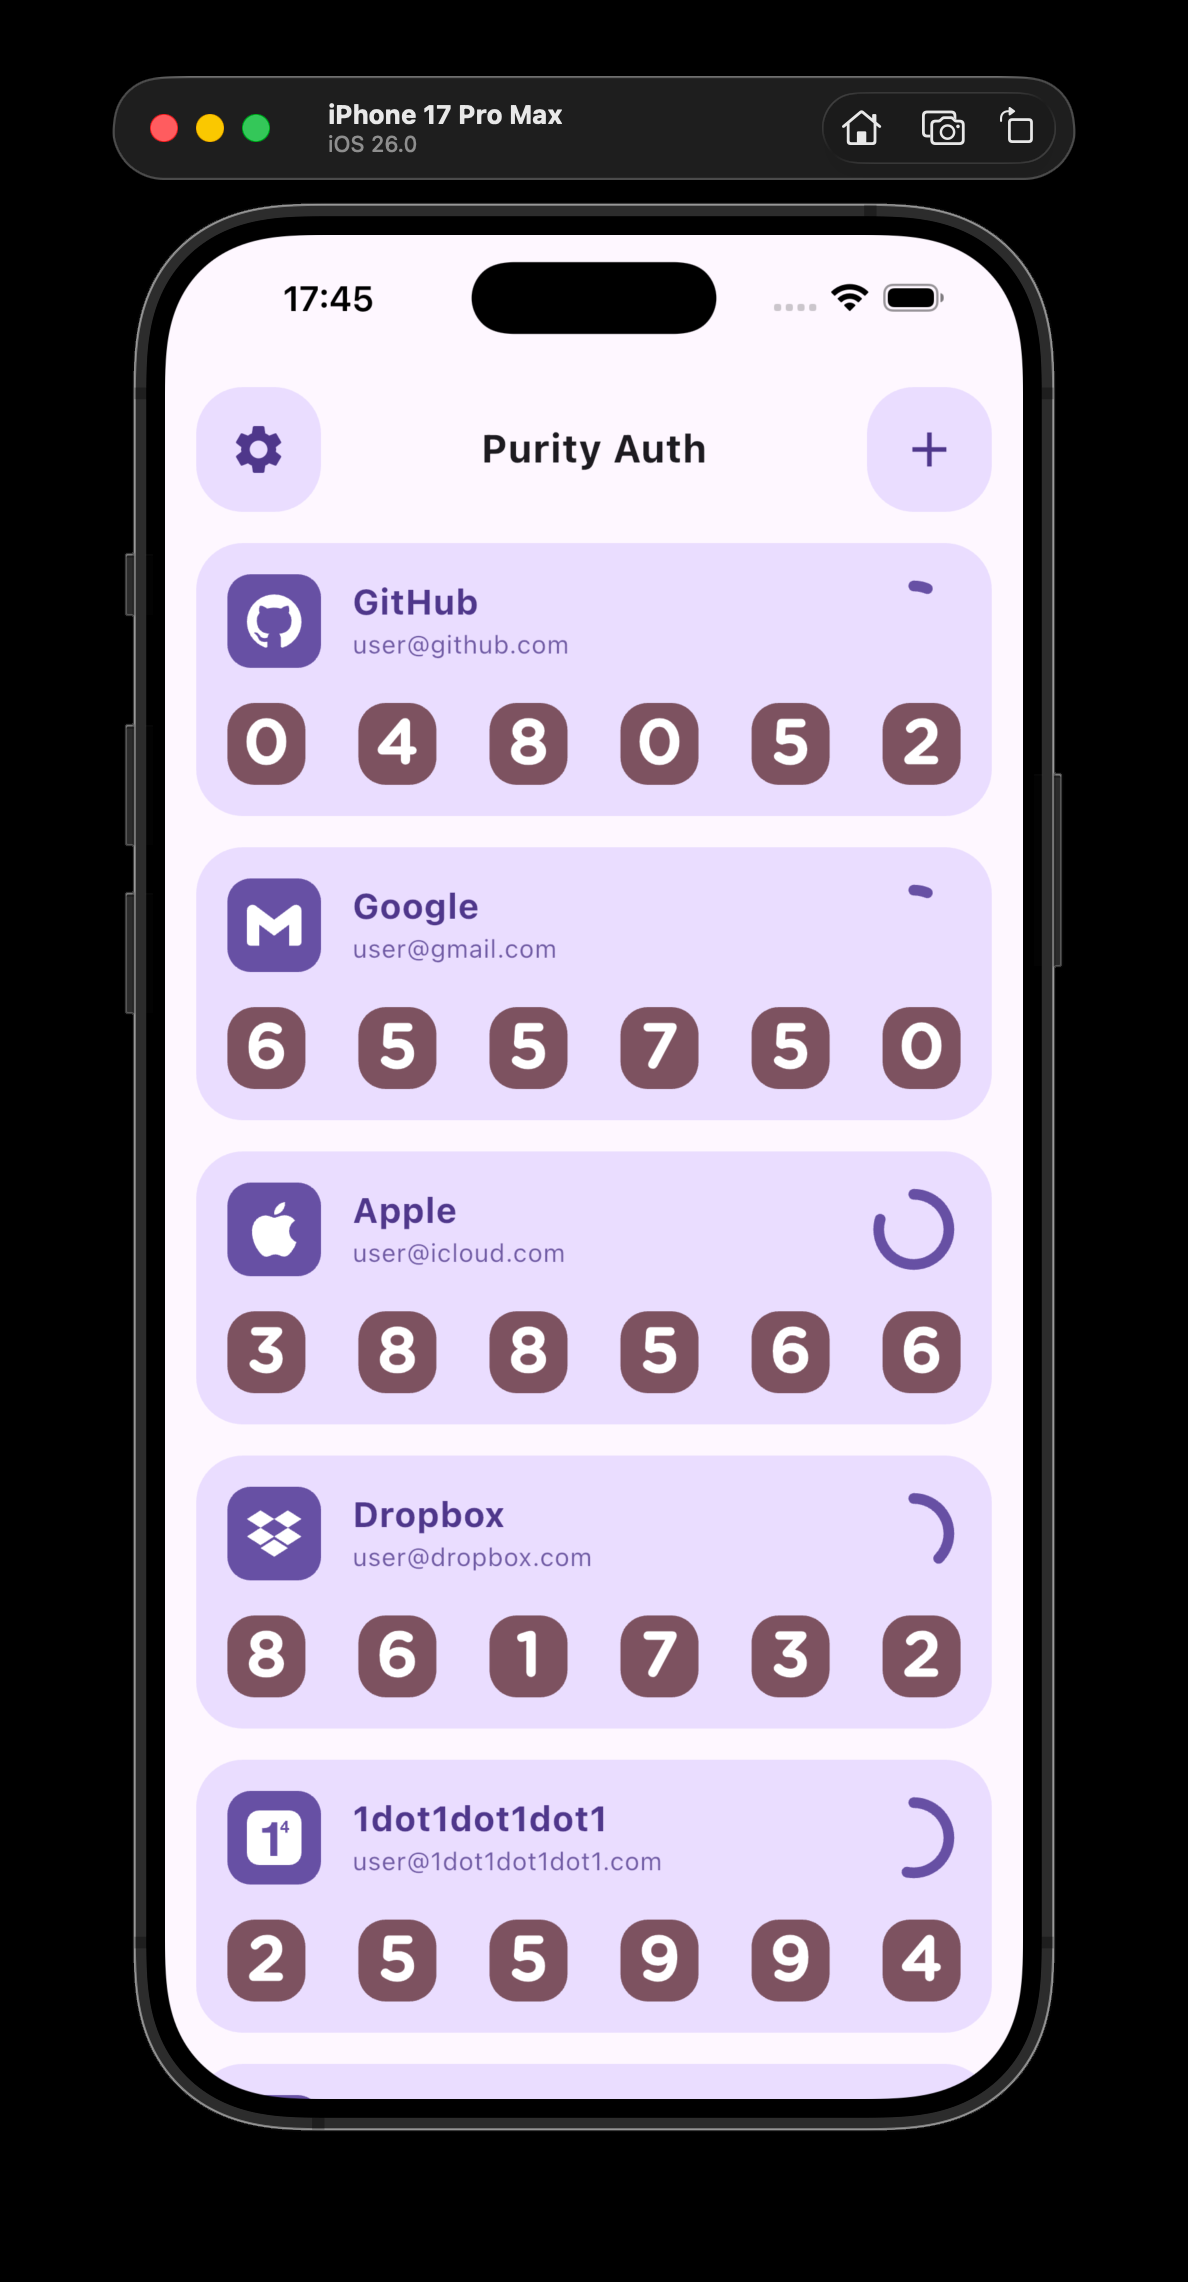 iPhone 17 Pro Max
iOS 26.0
17:45
Purity Auth
GitHub
user@github.com
0 4 8 0 5 2
Google
user@gmail.com
6 5 5 7 5 0
Apple
user@icloud.com
3 8 8 5 6 6
Dropbox
user@dropbox.com
8 6 1 7 3 2
1⁴
1dot1dot1dot1
user@1dot1dot1dot1.com
2 5 5 9 9 4